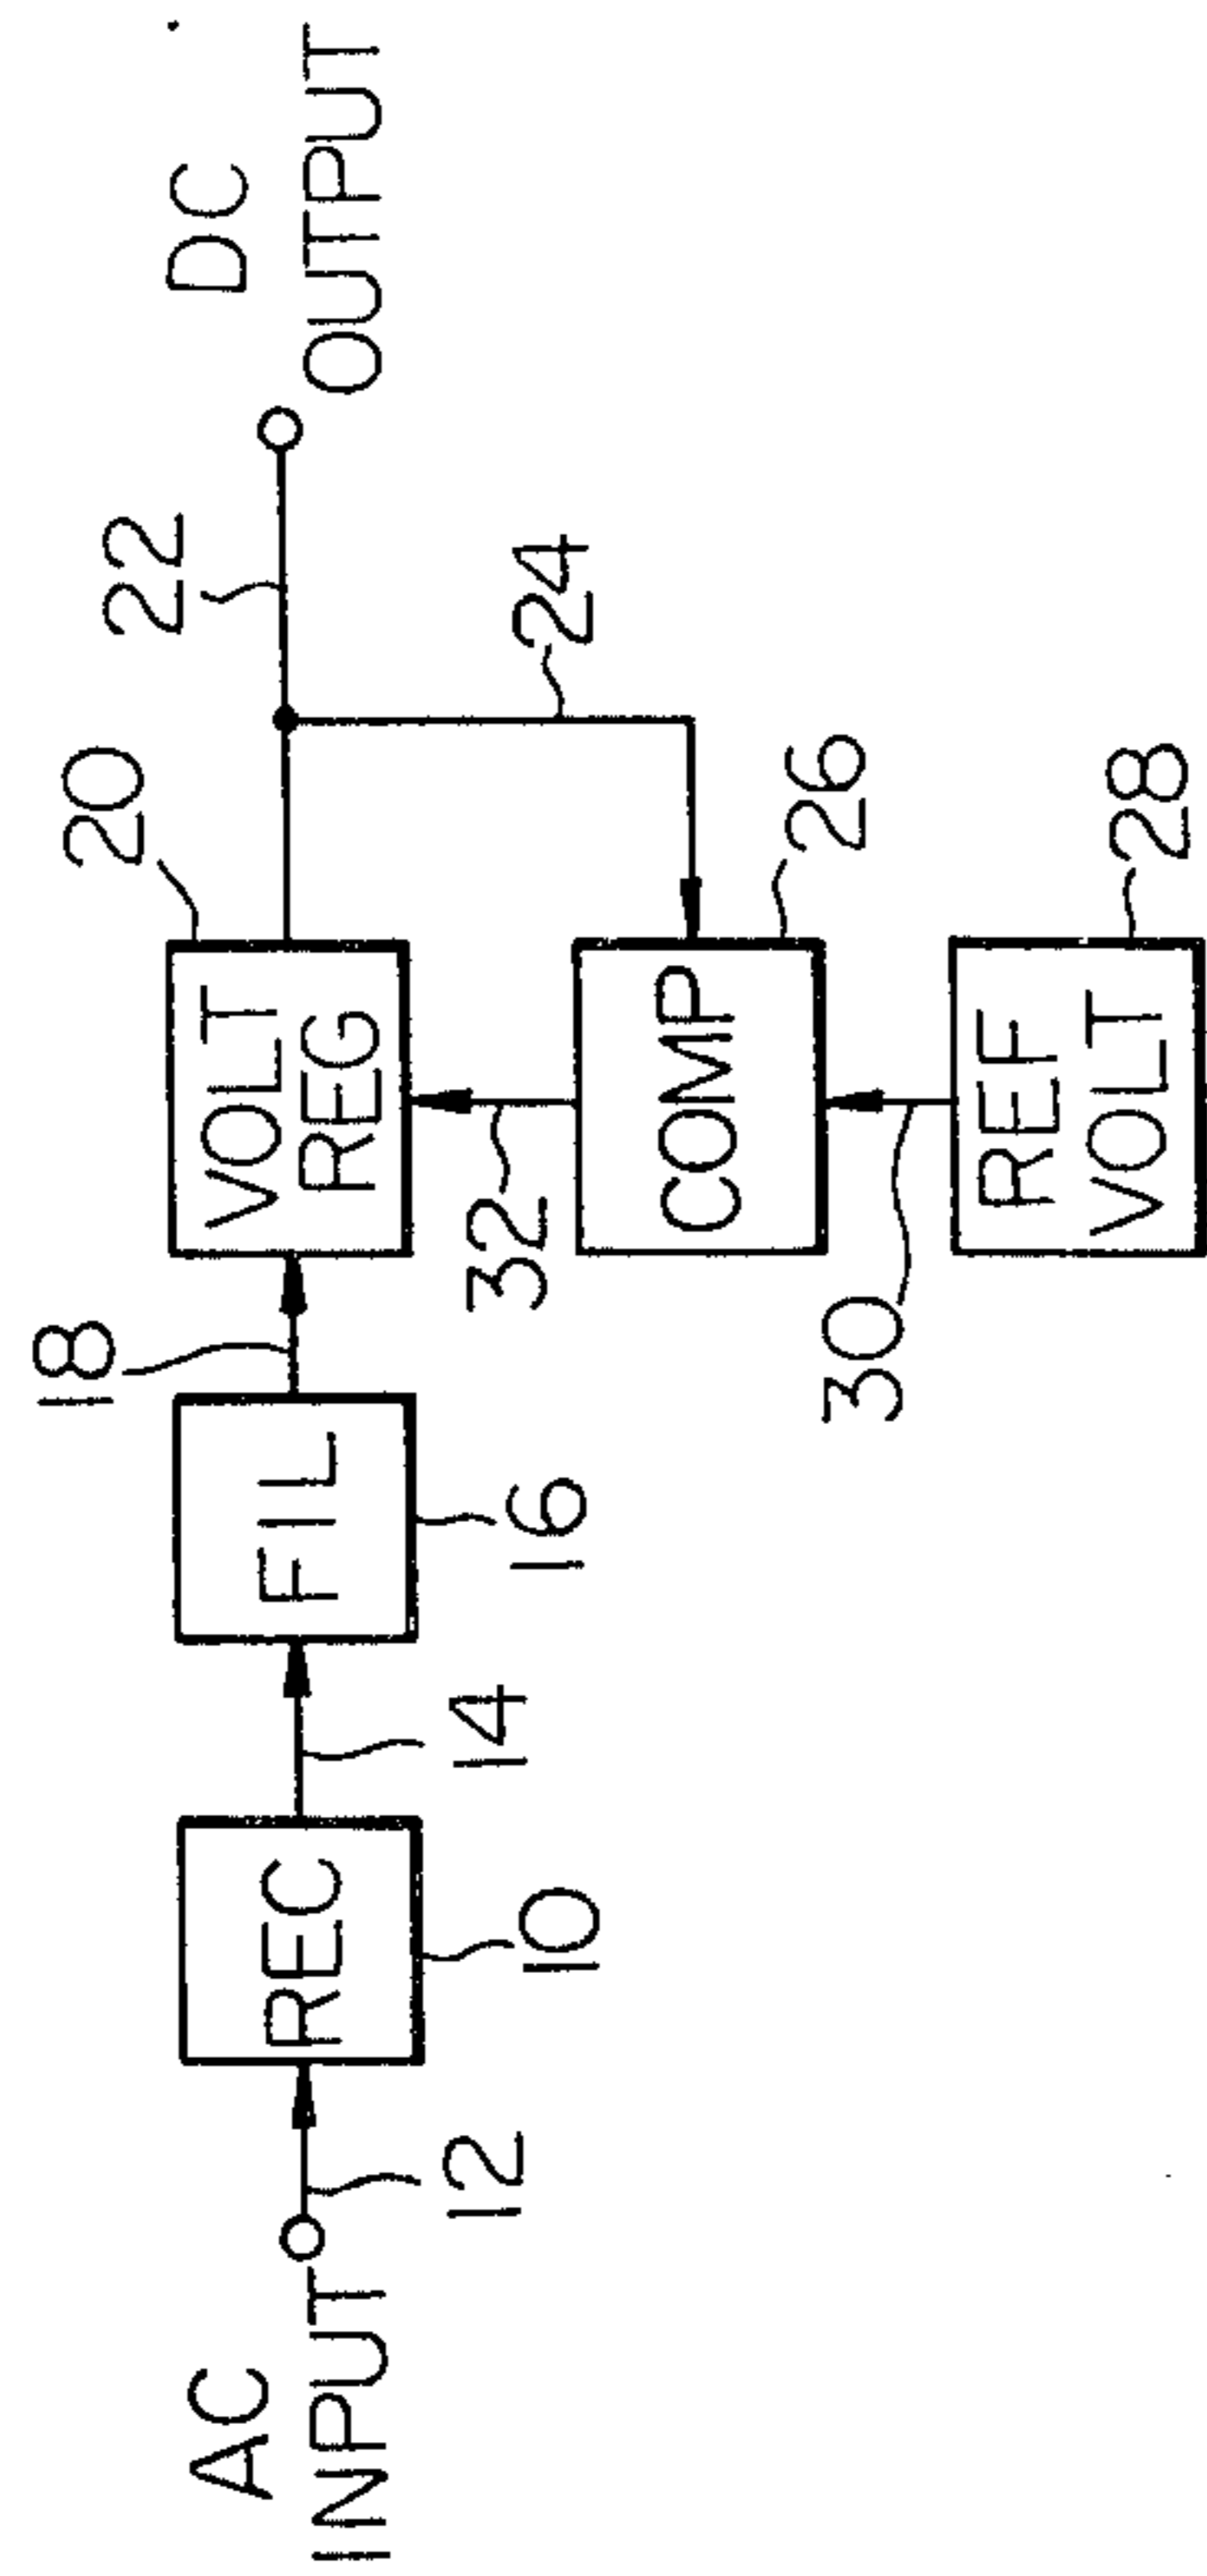 AC
INPUT
12
REC
10
14
FIL
16
18
VOLT
REG
20
22
DC
OUTPUT
24
32
COMP
26
30
REF
VOLT
28